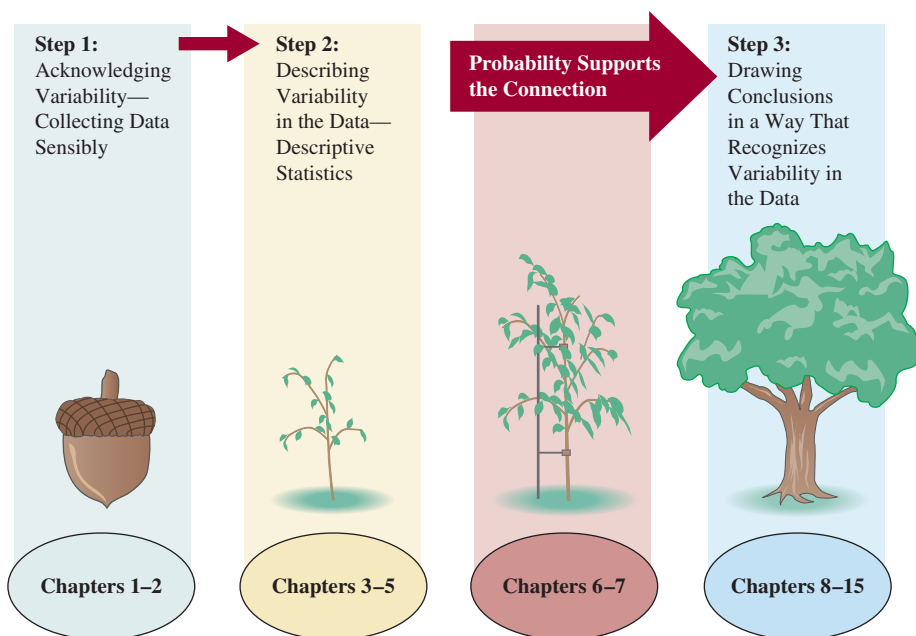 Step 1:
Acknowledging
Variability—
Collecting Data
Sensibly
Step 2:
Describing
Variability
in the Data—
Descriptive
Statistics
Probability Supports
the Connection
Step 3:
Drawing
Conclusions
in a Way That
Recognizes
Variability in
the Data
Chapters 1–2
Chapters 3–5
Chapters 6–7
Chapters 8–15